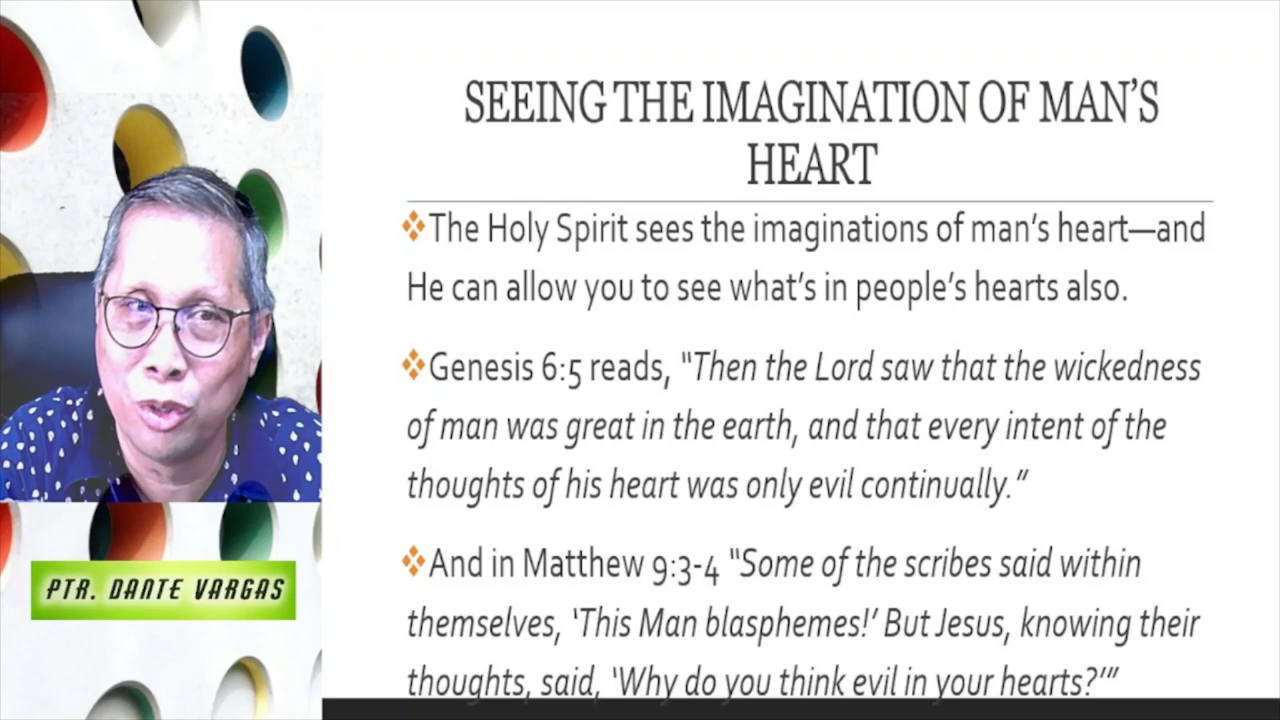 SEEING THE IMAGINATION OF MAN’S
HEART
❖The Holy Spirit sees the imaginations of man’s heart—and
He can allow you to see what’s in people’s hearts also.
❖Genesis 6:5 reads, “Then the Lord saw that the wickedness
of man was great in the earth, and that every intent of the
thoughts of his heart was only evil continually.”
❖And in Matthew 9:3-4 “Some of the scribes said within
themselves, ‘This Man blasphemes!’ But Jesus, knowing their
thoughts, said, ‘Why do you think evil in your hearts?’”
PTR. DANTE VARGAS